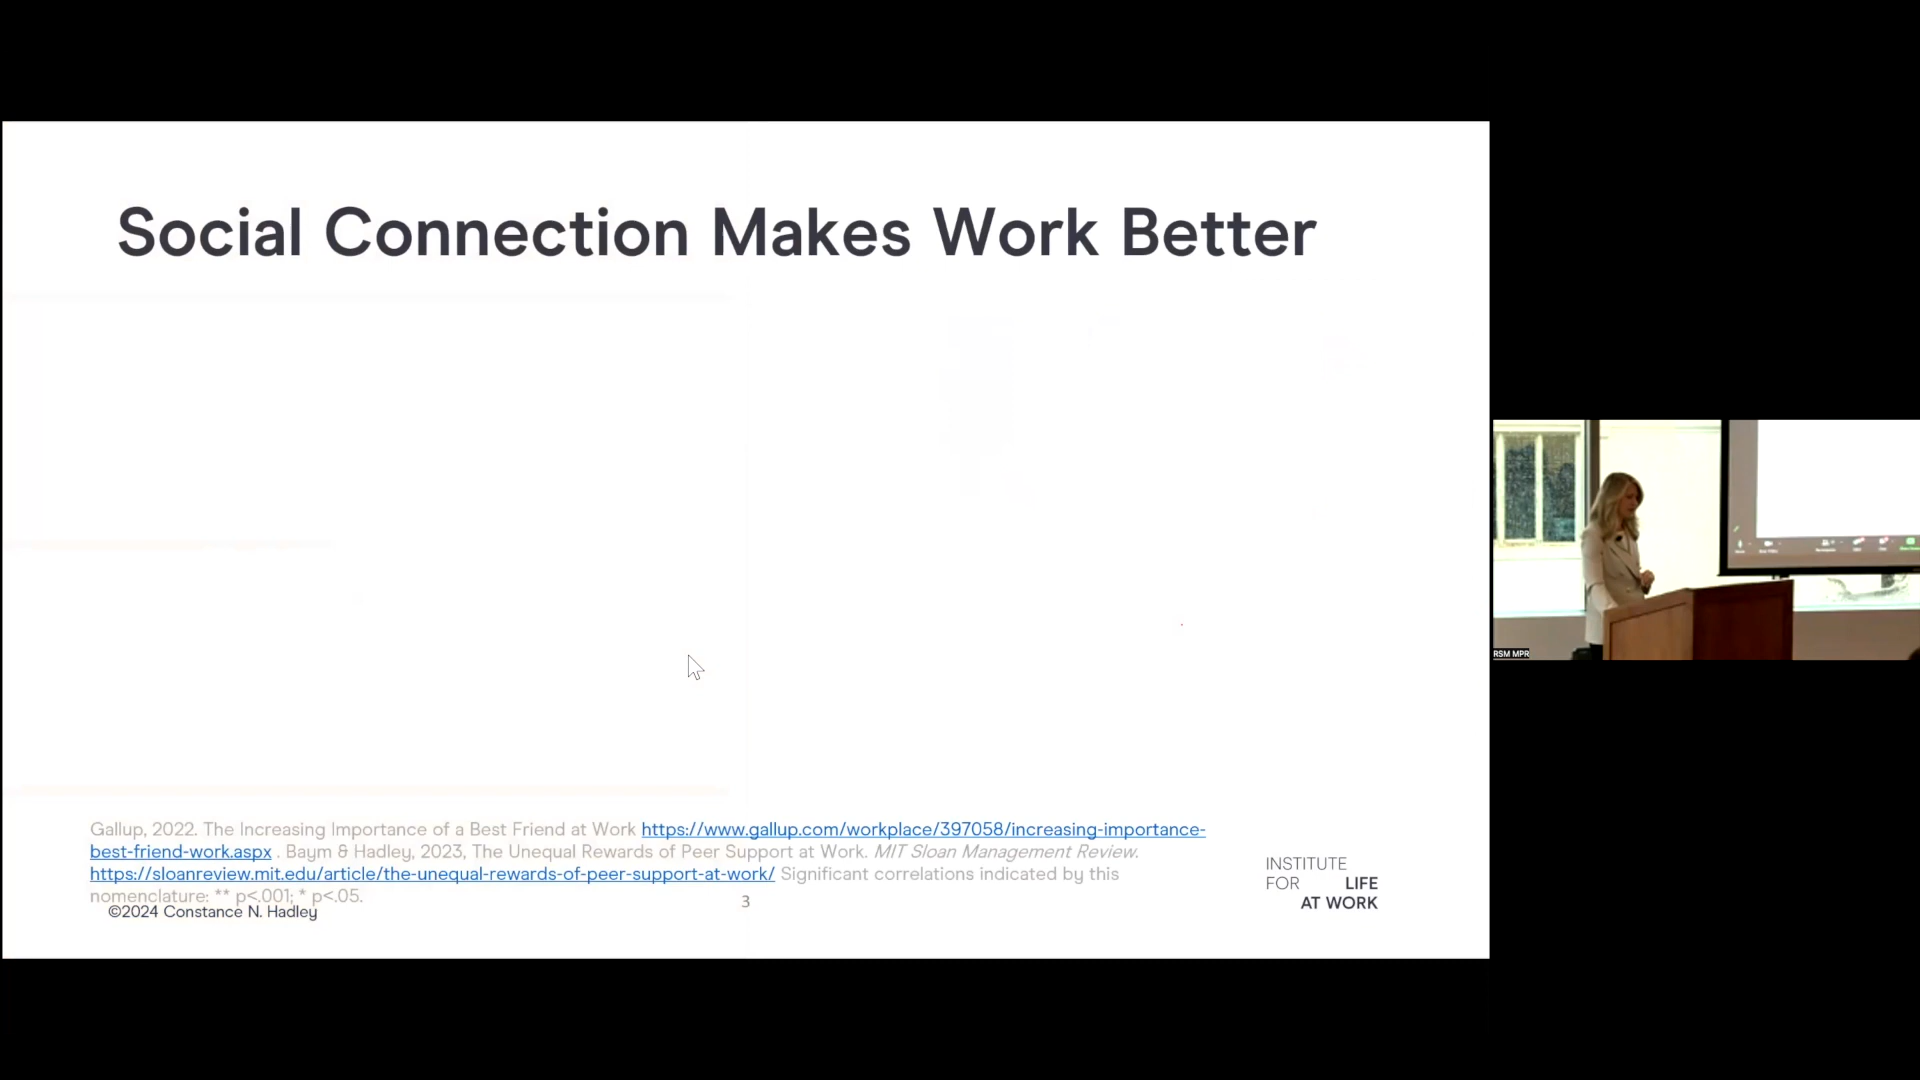 Social Connection Makes Work Better
Gallup, 2022. The Increasing Importance of a Best Friend at Work https://www.gallup.com/workplace/397058/increasing-importance-
best-friend-work.aspx . Baym & Hadley, 2023, The Unequal Rewards of Peer Support at Work. MIT Sloan Management Review.
https://sloanreview.mit.edu/article/the-unequal-rewards-of-peer-support-at-work/ Significant correlations indicated by this
nomenclature: ** p<.001; * p<.05.
©2024 Constance N. Hadley
3
INSTITUTE
FOR LIFE
AT WORK
RSM MPR